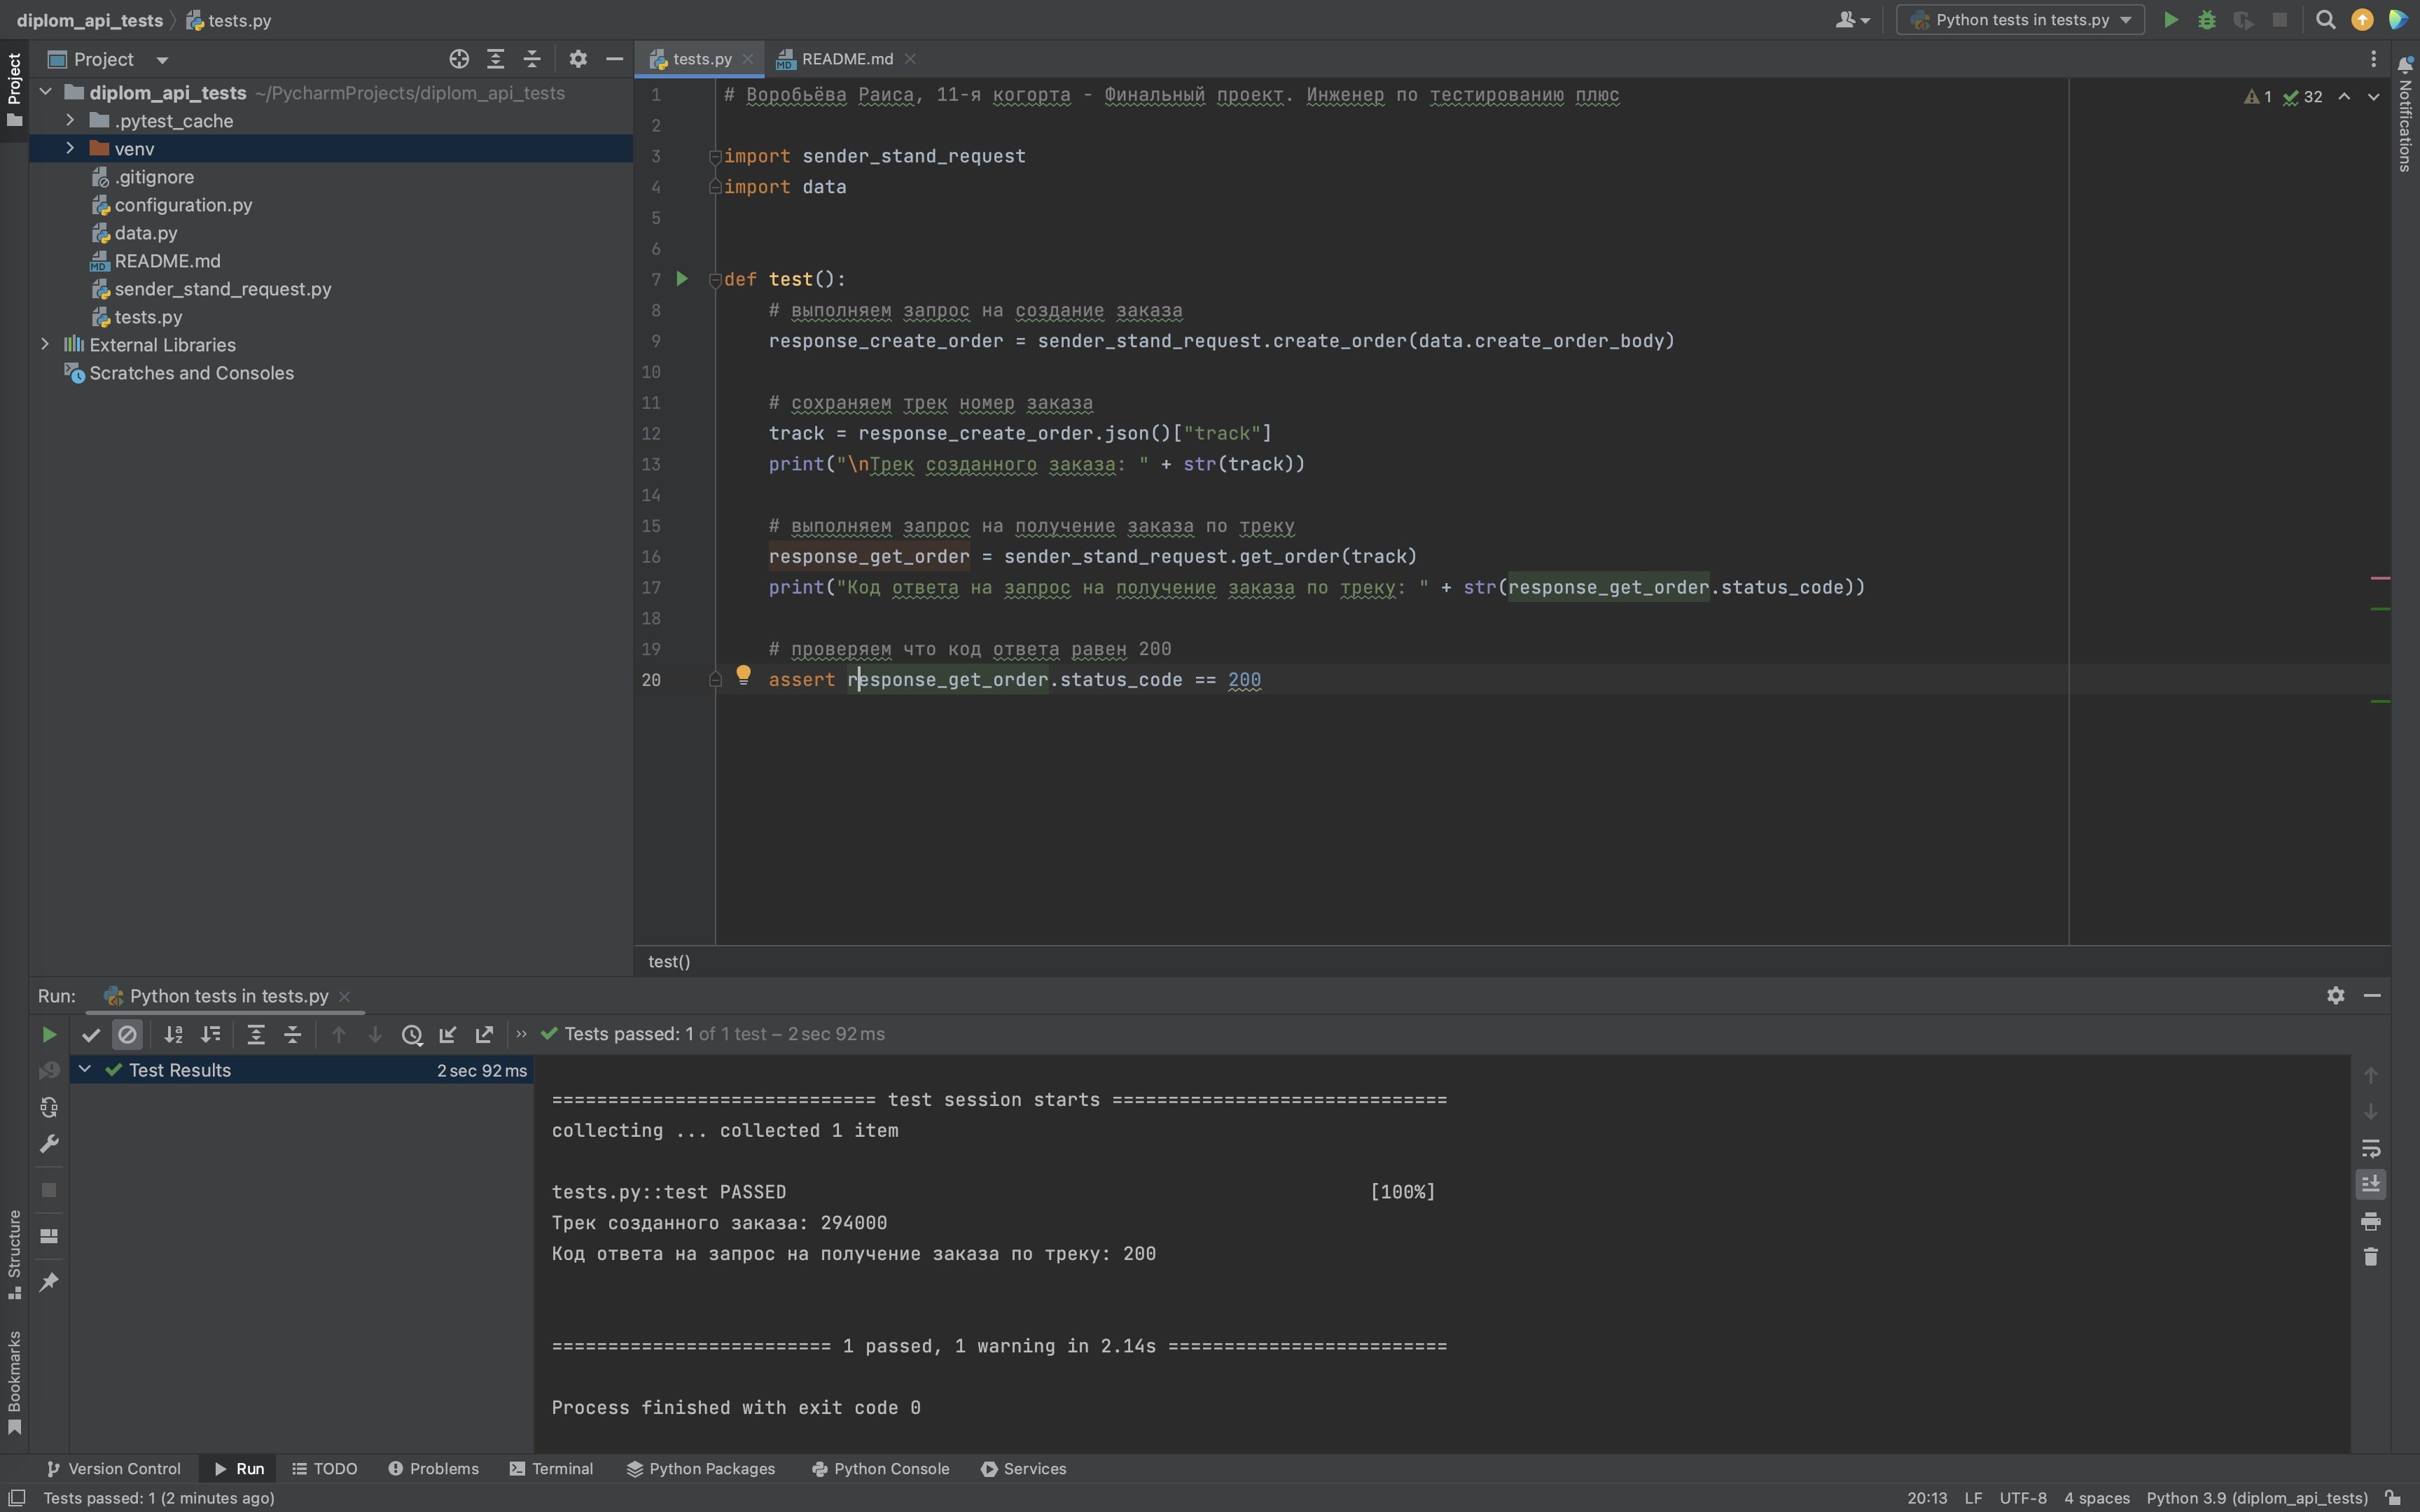 diplom_api_tests
tests.py
Python tests in tests.py
Project
Project
diplom_api_tests ~/PycharmProjects/diplom_api_tests
.pytest_cache
venv
.gitignore
configuration.py
data.py
README.md
sender_stand_request.py
tests.py
External Libraries
Scratches and Consoles
tests.py
README.md
Notifications
1 32
1 # Воробьёва Раиса, 11-я когорта - Финальный проект. Инженер по тестированию плюс
2
3 import sender_stand_request
4 import data
5
6
7 def test():
8 # выполняем запрос на создание заказа
9 response_create_order = sender_stand_request.create_order(data.create_order_body)
10
11 # сохраняем трек номер заказа
12 track = response_create_order.json()["track"]
13 print("\nТрек созданного заказа: " + str(track))
14
15 # выполняем запрос на получение заказа по треку
16 response_get_order = sender_stand_request.get_order(track)
17 print("Код ответа на запрос на получение заказа по треку: " + str(response_get_order.status_code))
18
19 # проверяем что код ответа равен 200
20 assert response_get_order.status_code == 200
test()
Run: Python tests in tests.py
Tests passed: 1 of 1 test – 2 sec 92 ms
Test Results 2 sec 92 ms
============================= test session starts ==============================
collecting ... collected 1 item
tests.py::test PASSED [100%]
Трек созданного заказа: 294000
Код ответа на запрос на получение заказа по треку: 200
========================= 1 passed, 1 warning in 2.14s =========================
Process finished with exit code 0
Structure
Bookmarks
Version Control Run TODO Problems Terminal Python Packages Python Console Services
Tests passed: 1 (2 minutes ago)
20:13 LF UTF-8 4 spaces Python 3.9 (diplom_api_tests)